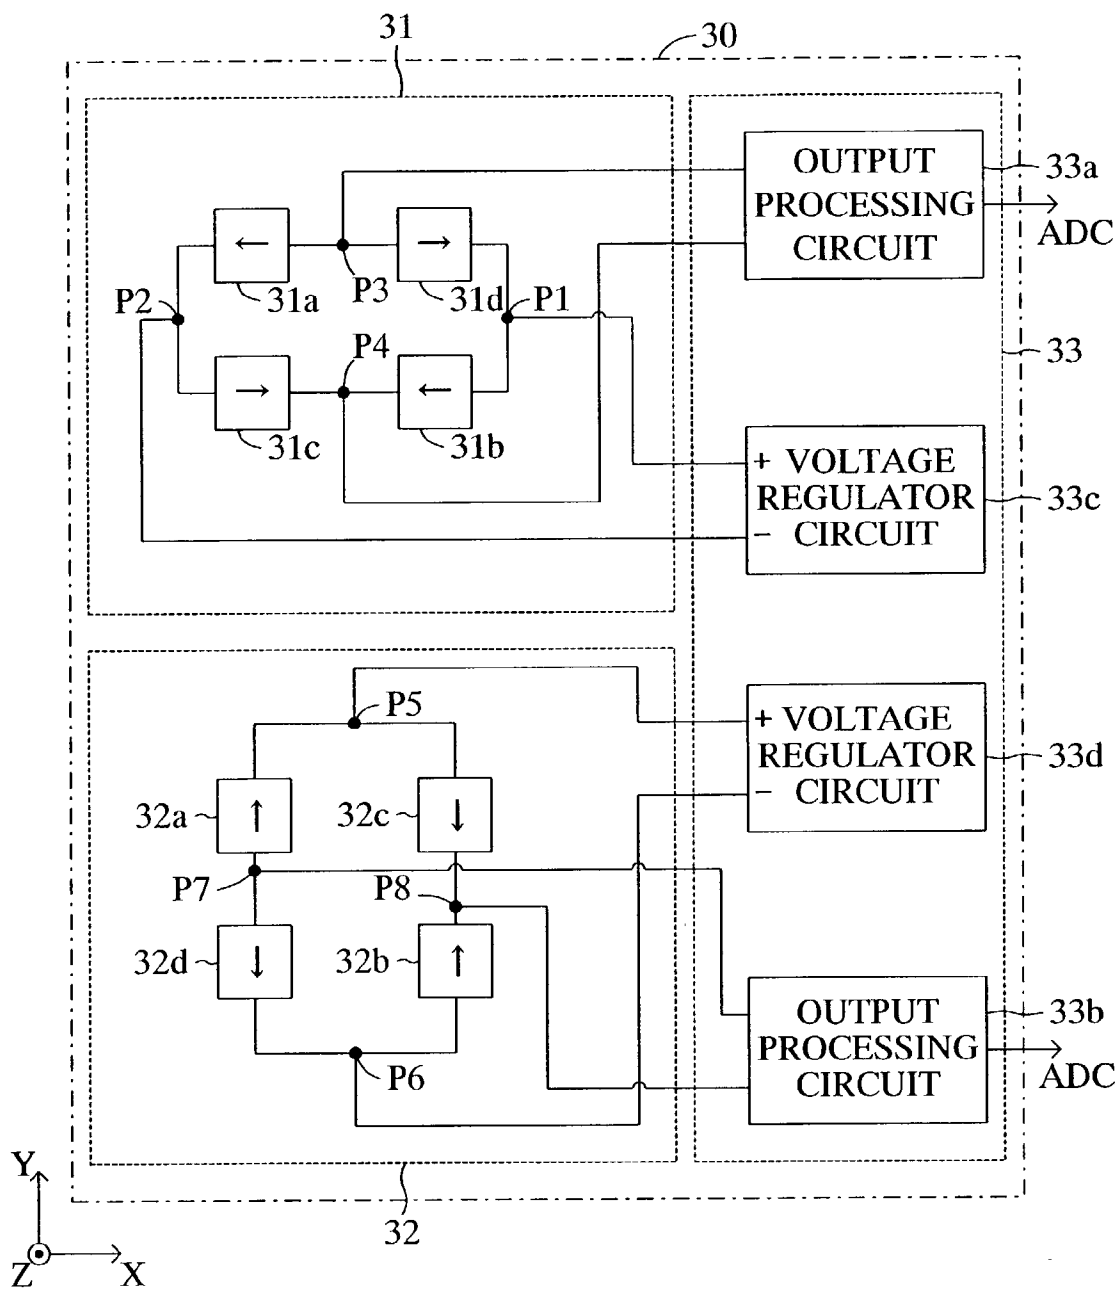 31
30
OUTPUT
PROCESSING
CIRCUIT
33a
ADC
P2
31a
P3
31d
P1
P4
33
31c
31b
+ VOLTAGE
REGULATOR
− CIRCUIT
33c
P5
+ VOLTAGE
REGULATOR
− CIRCUIT
33d
32a
32c
P7
P8
32d
32b
OUTPUT
PROCESSING
CIRCUIT
33b
ADC
P6
32
Y
Z
X